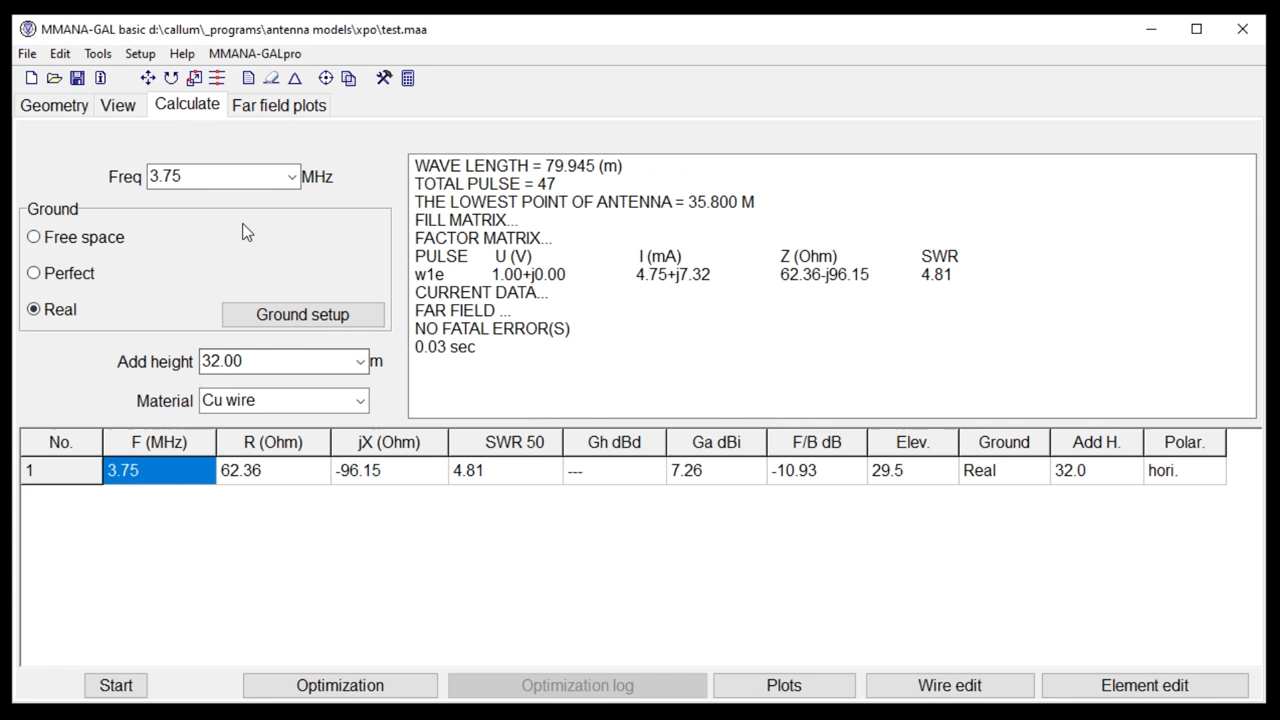 MMANA-GAL basic d:\callum\_programs\antenna models\xpo\test.maa
File Edit Tools Setup Help MMANA-GALpro
Geometry View Calculate Far field plots
Freq 3.75 MHz
Ground
Free space
Perfect
Real
Ground setup
Add height 32.00 m
Material Cu wire
WAVE LENGTH = 79.945 (m)
TOTAL PULSE = 47
THE LOWEST POINT OF ANTENNA = 35.800 M
FILL MATRIX...
FACTOR MATRIX...
PULSE U (V) I (mA) Z (Ohm) SWR
w1e 1.00+j0.00 4.75+j7.32 62.36-j96.15 4.81
CURRENT DATA...
FAR FIELD ...
NO FATAL ERROR(S)
0.03 sec
No. F (MHz) R (Ohm) jX (Ohm) SWR 50 Gh dBd Ga dBi F/B dB Elev. Ground Add H. Polar.
1 3.75 62.36 -96.15 4.81 --- 7.26 -10.93 29.5 Real 32.0 hori.
Start Optimization Optimization log Plots Wire edit Element edit